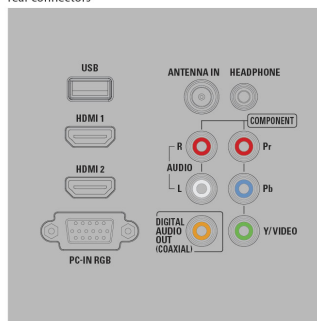 rear connectors
USB
ANTENNA IN HEADPHONE
HDMI 1
COMPONENT
R
Pr
AUDIO
HDMI 2
L
Pb
DIGITAL
AUDIO
OUT
(COAXIAL)
Y/VIDEO
PC-IN RGB